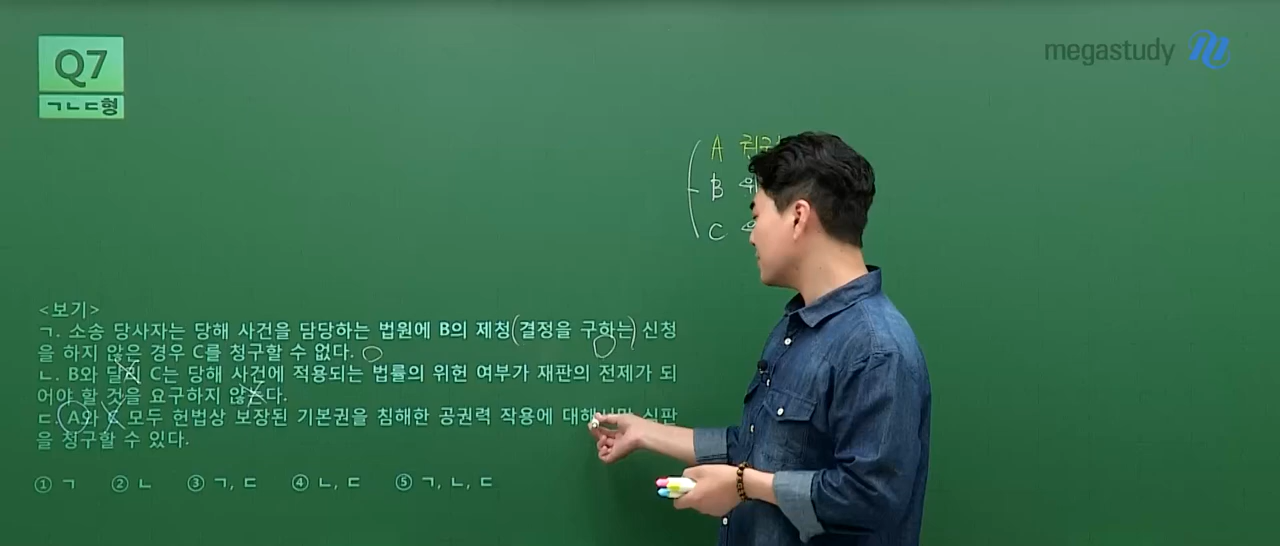 Q7
ㄱㄴㄷ형
megastudy
A 권
B 위
C
<보기>
ㄱ. 소송 당사자는 당해 사건을 담당하는 법원에 B의 제청(결정을 구하는) 신청
을 하지 않은 경우 C를 청구할 수 없다.
ㄴ. B와 달리 C는 당해 사건에 적용되는 법률의 위헌 여부가 재판의 전제가 되
어야 할 것을 요구하지 않는다.
ㄷ. A와 C 모두 헌법상 보장된 기본권을 침해한 공권력 작용에 대해서만 심판
을 청구할 수 있다.
① ㄱ ② ㄴ ③ ㄱ, ㄷ ④ ㄴ, ㄷ ⑤ ㄱ, ㄴ, ㄷ